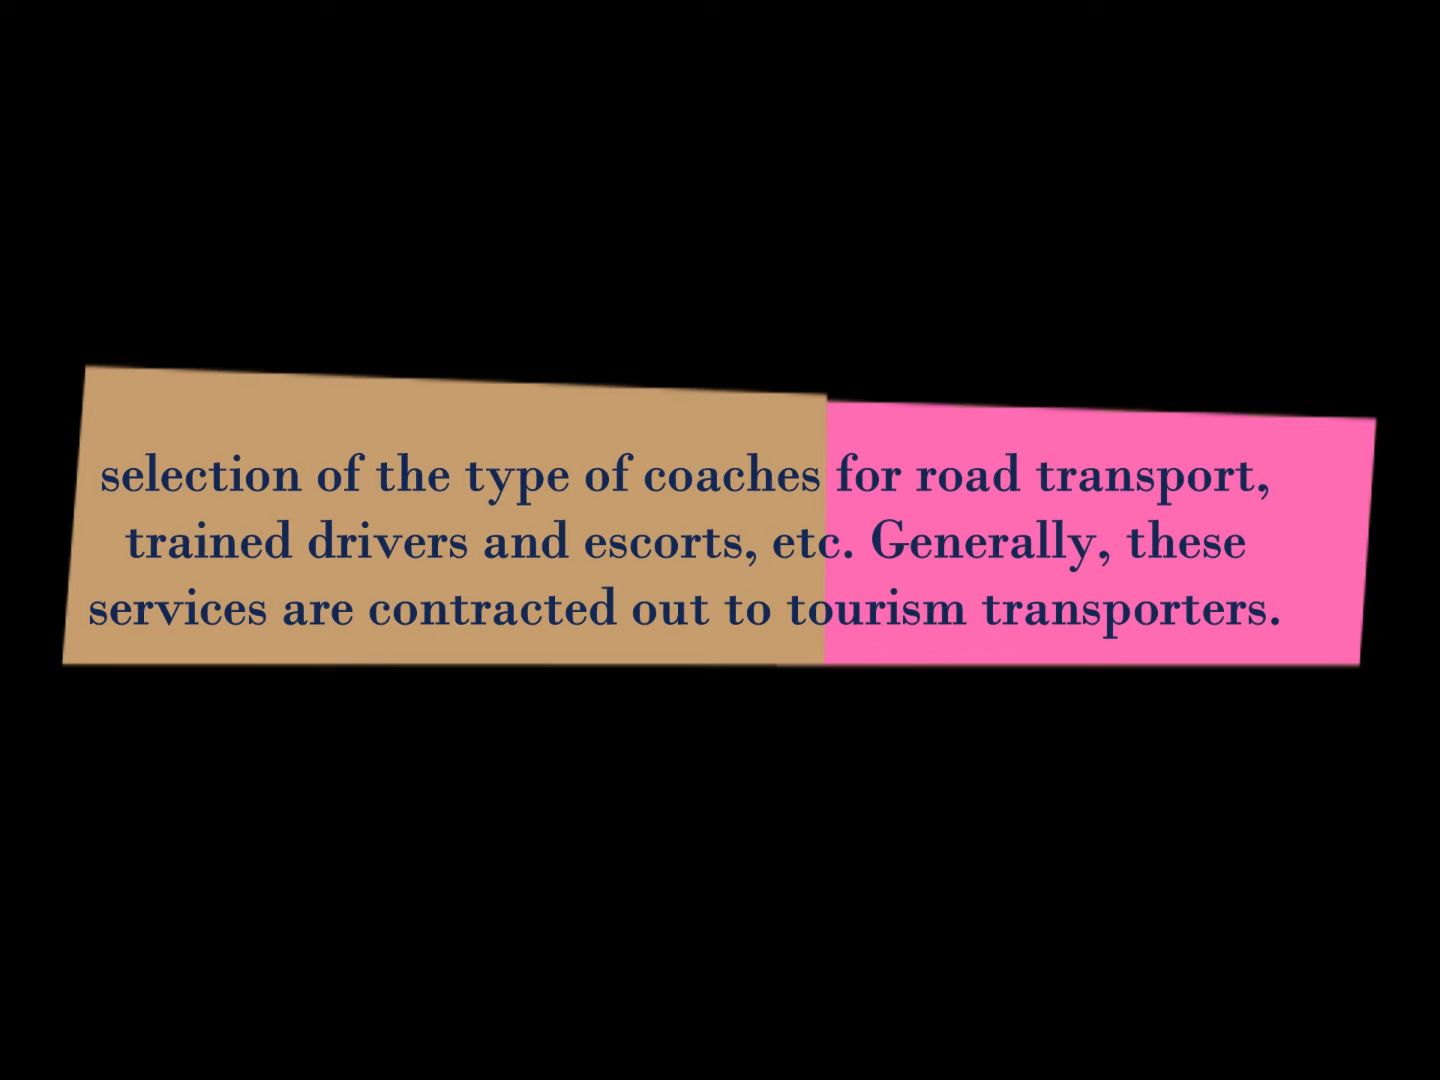 selection of the type of coaches for road transport,
trained drivers and escorts, etc. Generally, these
services are contracted out to tourism transporters.